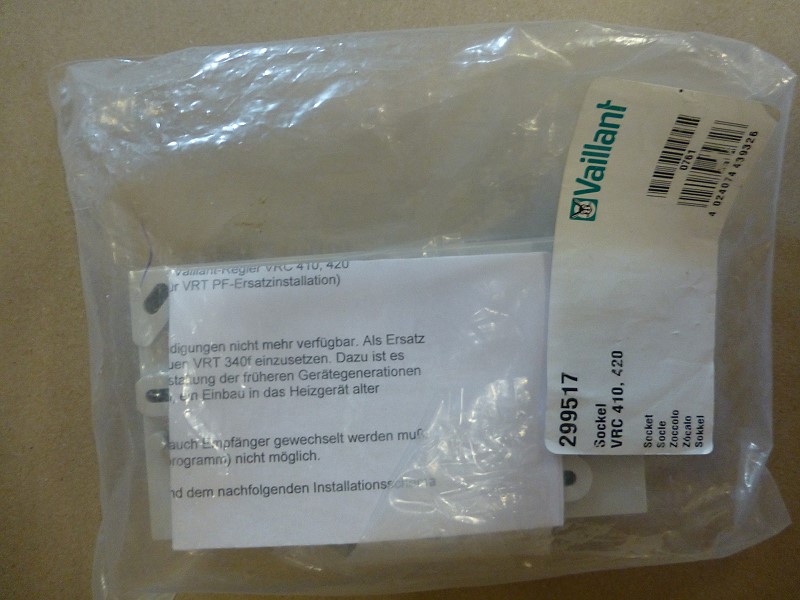 Vaillant-Regler VRC 410, 420
ur VRT PF-Ersatzinstallation)
digungen nicht mehr verfügbar. Als Ersatz
uen VRT 340f einzusetzen. Dazu ist es
stattung der früheren Gerätegenerationen
ein Einbau in das Heizgerät alter
auch Empfänger gewechselt werden muß
programm) nicht möglich.
nd dem nachfolgenden Installationsschema
Vaillant
0761
4 024074 439326
299517
Sockel
VRC 410, 420
Socket
Socle
Zoccolo
Zócalo
Sokkel